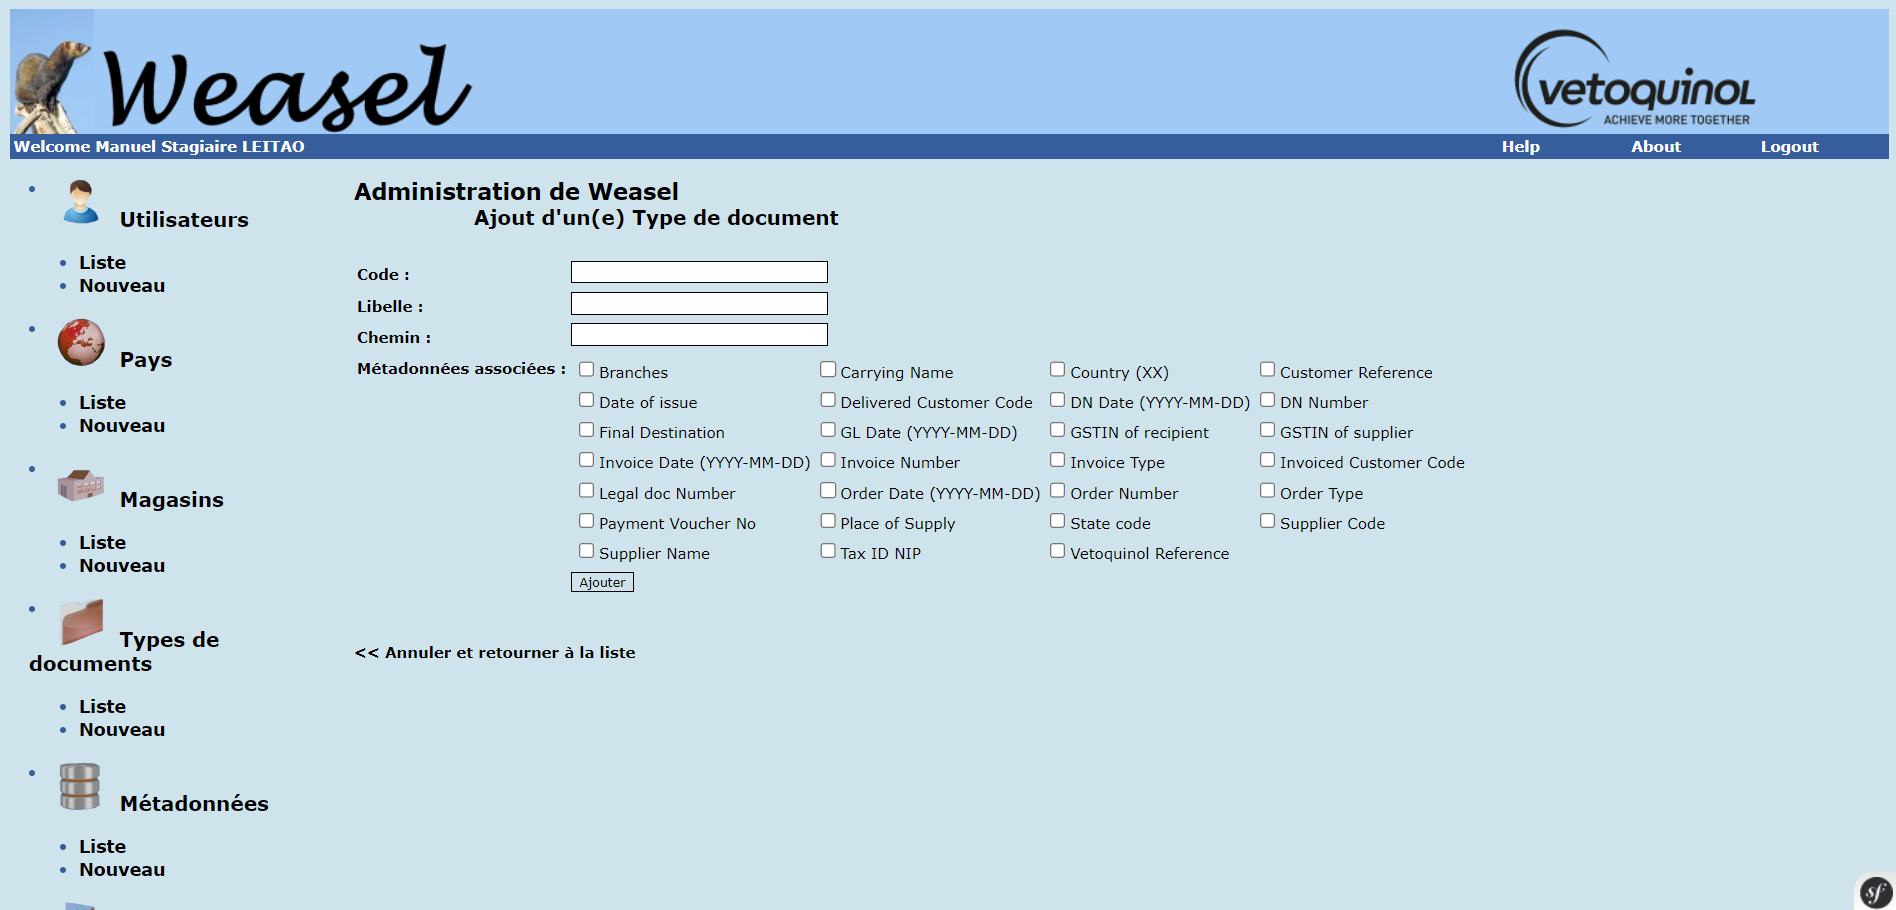 Weasel
vetoquinol
ACHIEVE MORE TOGETHER
Welcome Manuel Stagiaire LEITAO
Help
About
Logout
Utilisateurs
Liste
Nouveau
Pays
Liste
Nouveau
Magasins
Liste
Nouveau
Types de
documents
Liste
Nouveau
Métadonnées
Liste
Nouveau
Administration de Weasel
Ajout d'un(e) Type de document
Code :
Libelle :
Chemin :
Métadonnées associées :
Branches Carrying Name Country (XX) Customer Reference
Date of issue Delivered Customer Code DN Date (YYYY-MM-DD) DN Number
Final Destination GL Date (YYYY-MM-DD) GSTIN of recipient GSTIN of supplier
Invoice Date (YYYY-MM-DD) Invoice Number Invoice Type Invoiced Customer Code
Legal doc Number Order Date (YYYY-MM-DD) Order Number Order Type
Payment Voucher No Place of Supply State code Supplier Code
Supplier Name Tax ID NIP Vetoquinol Reference
Ajouter
<< Annuler et retourner à la liste
sf